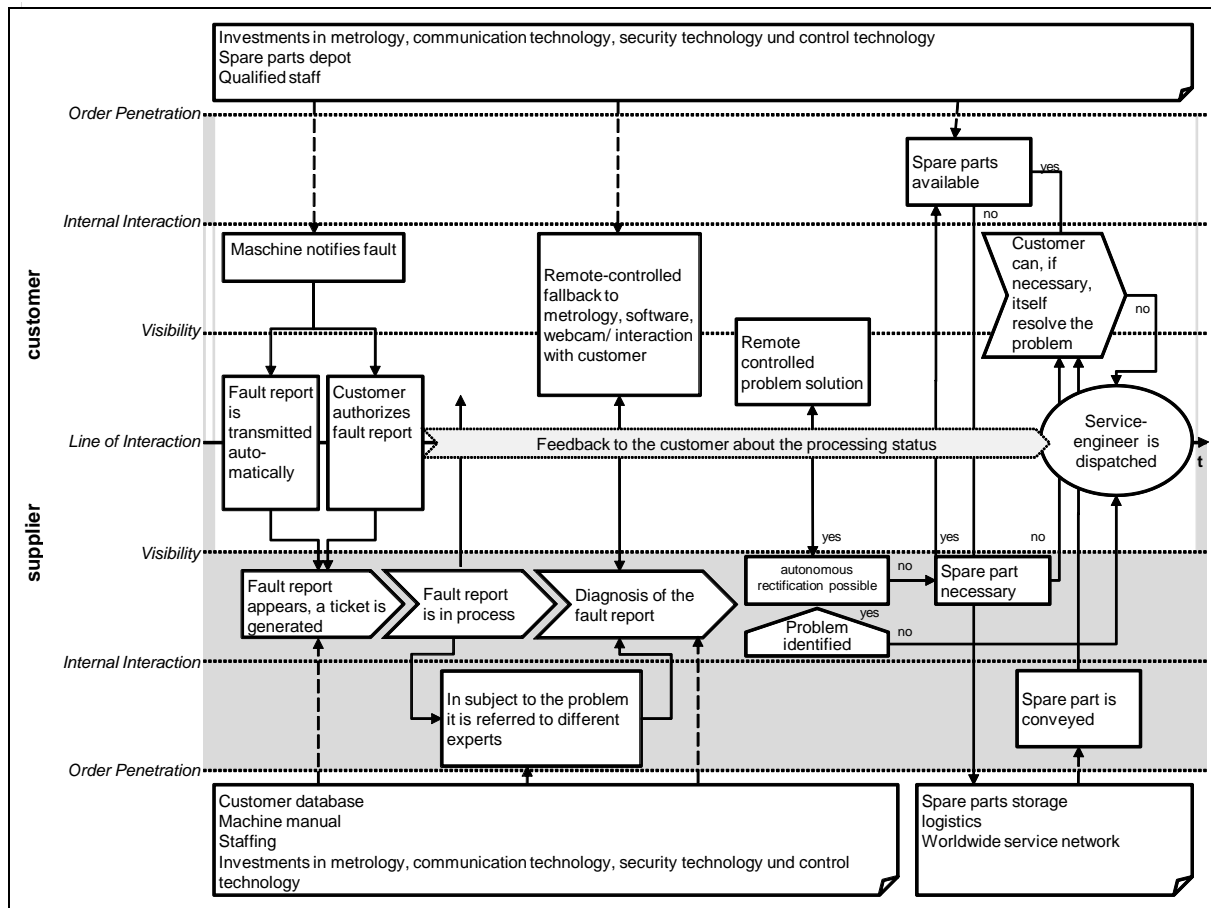 Investments in metrology, communication technology, security technology und control technology
Spare parts depot
Qualified staff
Order Penetration
Spare parts
available
yes
no
Internal Interaction
Maschine notifies fault
Remote-controlled
fallback to
metrology, software,
webcam/ interaction
with customer
Customer
can, if
necessary,
itself
resolve the
problem
no
customer
Visibility
Remote
controlled
problem solution
Fault report
is
transmitted
auto-
matically
Customer
authorizes
fault report
Line of Interaction
Feedback to the customer about the processing status
Service-
engineer is
dispatched
t
supplier
Visibility
yes
yes
no
Fault report
appears, a ticket is
generated
Fault report
is in process
Diagnosis of the
fault report
autonomous
rectification possible
no
Spare part
necessary
yes
Problem
identified
no
Internal Interaction
In subject to the problem
it is referred to different
experts
Spare part is
conveyed
Order Penetration
Customer database
Machine manual
Staffing
Investments in metrology, communication technology, security technology und control
technology
Spare parts storage
logistics
Worldwide service network